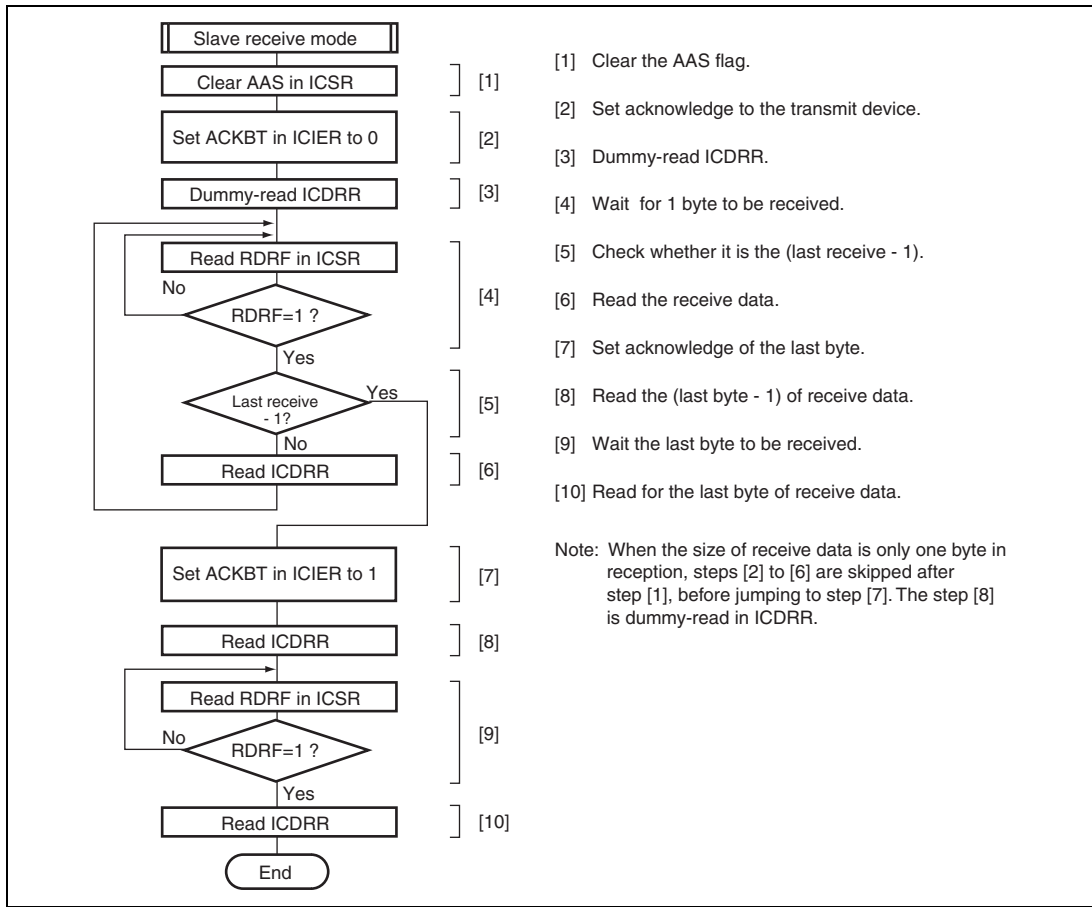 Slave receive mode
Clear AAS in ICSR
[1]
Set ACKBT in ICIER to 0
[2]
Dummy-read ICDRR
[3]
Read RDRF in ICSR
No
RDRF=1 ?
[4]
Yes
Last receive
- 1?
Yes
[5]
No
Read ICDRR
[6]
Set ACKBT in ICIER to 1
[7]
Read ICDRR
[8]
Read RDRF in ICSR
No
RDRF=1 ?
[9]
Yes
Read ICDRR
[10]
End
[1] Clear the AAS flag.
[2] Set acknowledge to the transmit device.
[3] Dummy-read ICDRR.
[4] Wait for 1 byte to be received.
[5] Check whether it is the (last receive - 1).
[6] Read the receive data.
[7] Set acknowledge of the last byte.
[8] Read the (last byte - 1) of receive data.
[9] Wait the last byte to be received.
[10] Read for the last byte of receive data.
Note: When the size of receive data is only one byte in
reception, steps [2] to [6] are skipped after
step [1], before jumping to step [7]. The step [8]
is dummy-read in ICDRR.